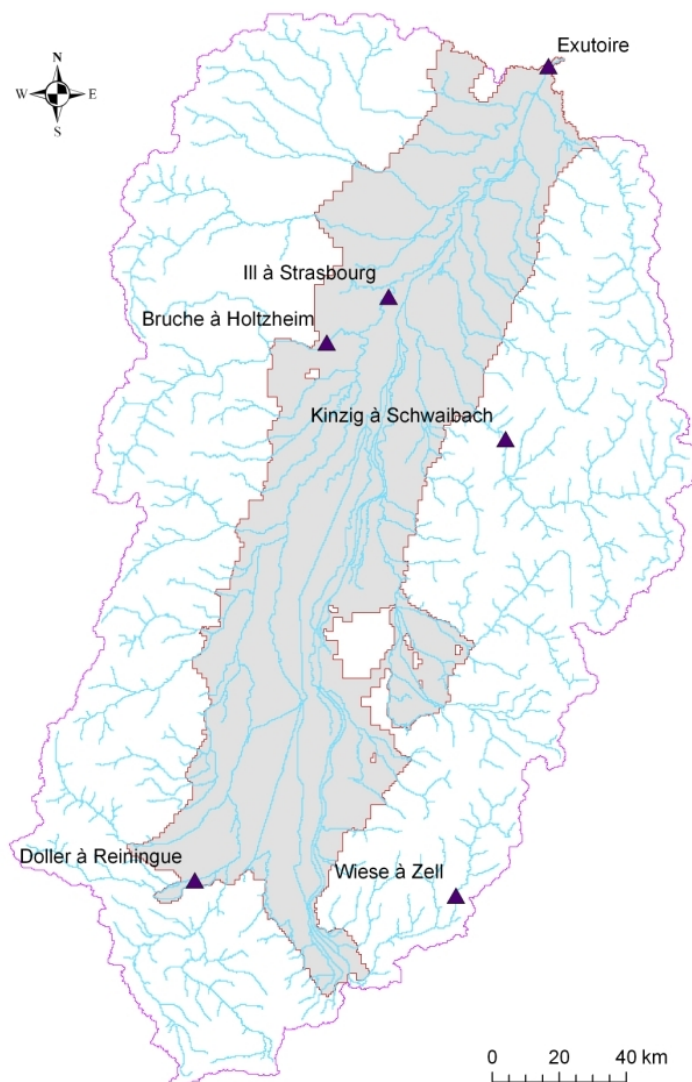 Exutoire
N
W E
S
Ill à Strasbourg
Bruche à Holtzheim
Kinzig à Schwaibach
Doller à Reiningue
Wiese à Zell
0 20 40 km